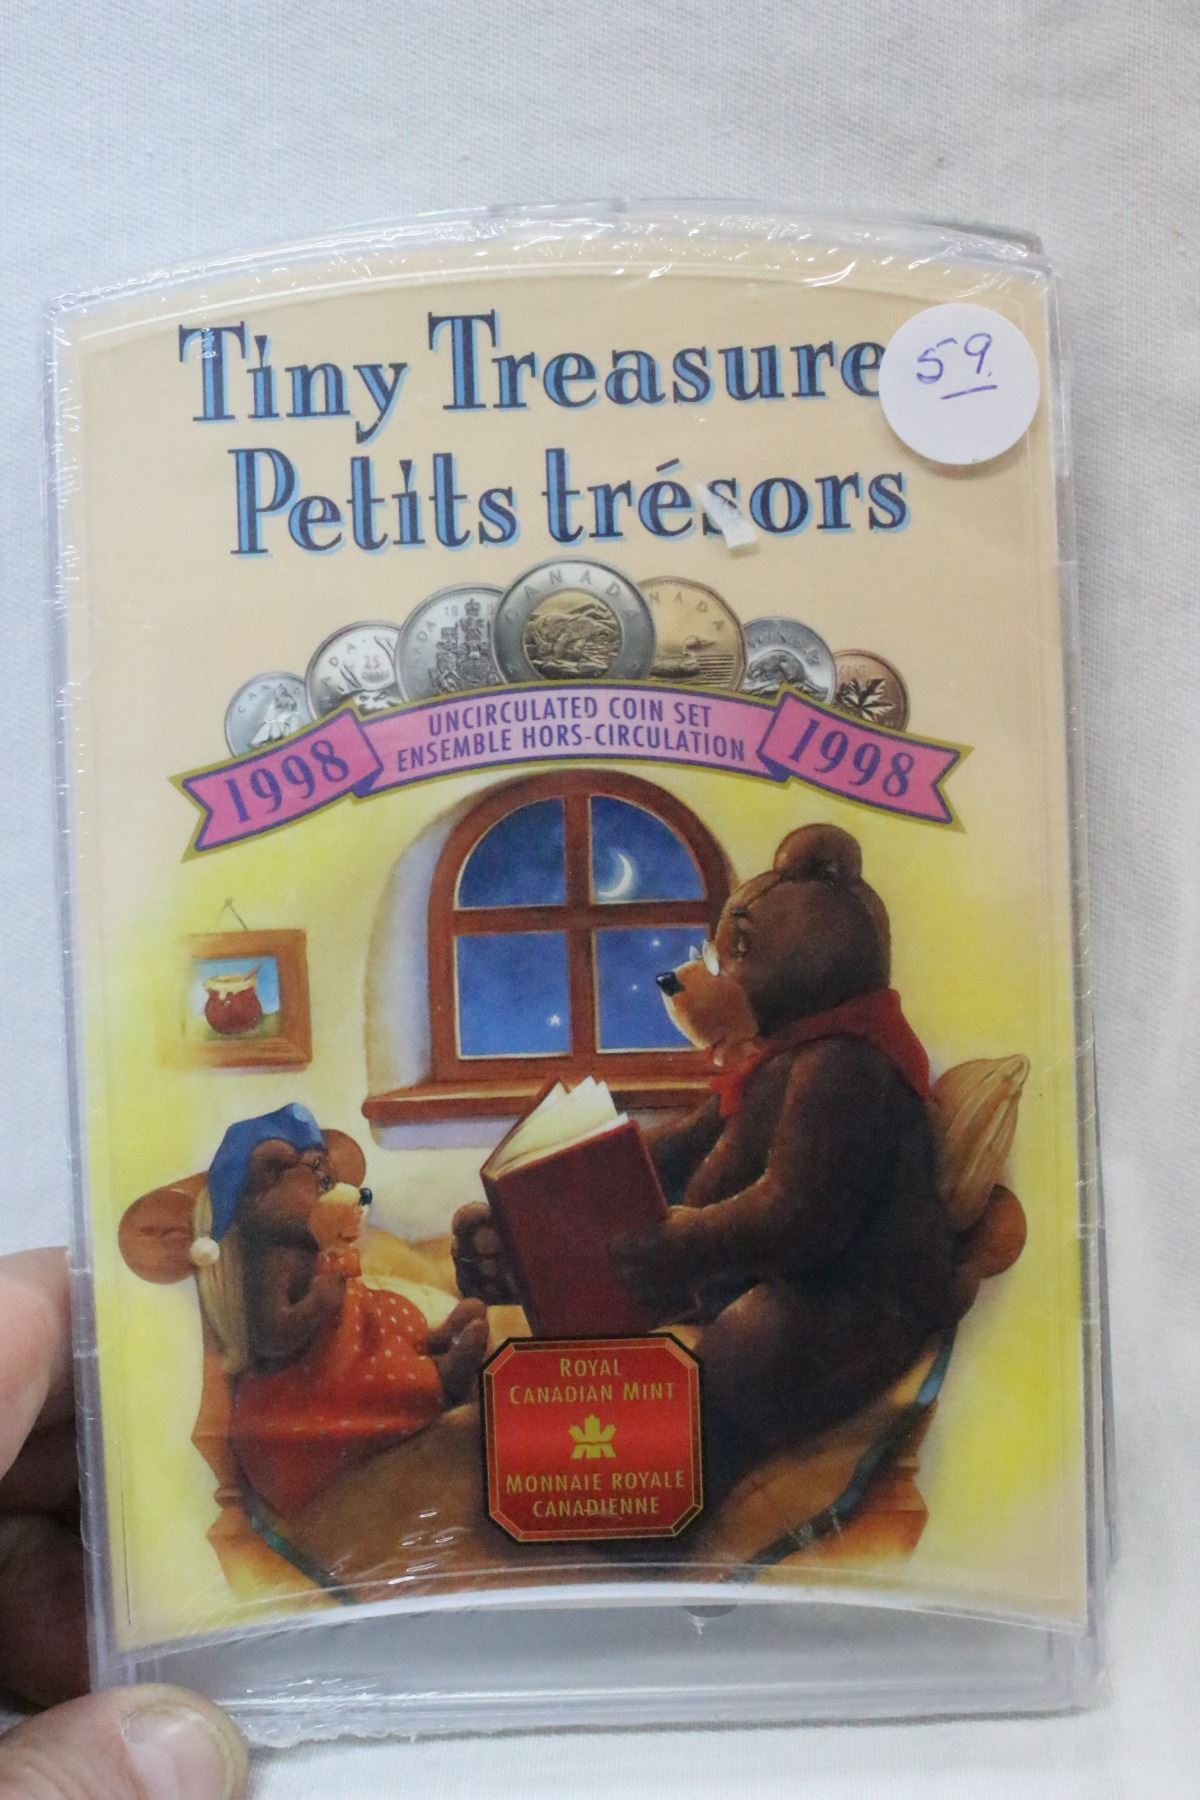 Tiny Treasure
59.
Petits trésors
CANADA
CANADA
1998 UNCIRCULATED COIN SET 1998
ENSEMBLE HORS-CIRCULATION
ROYAL
CANADIAN MINT
MONNAIE ROYALE
CANADIENNE